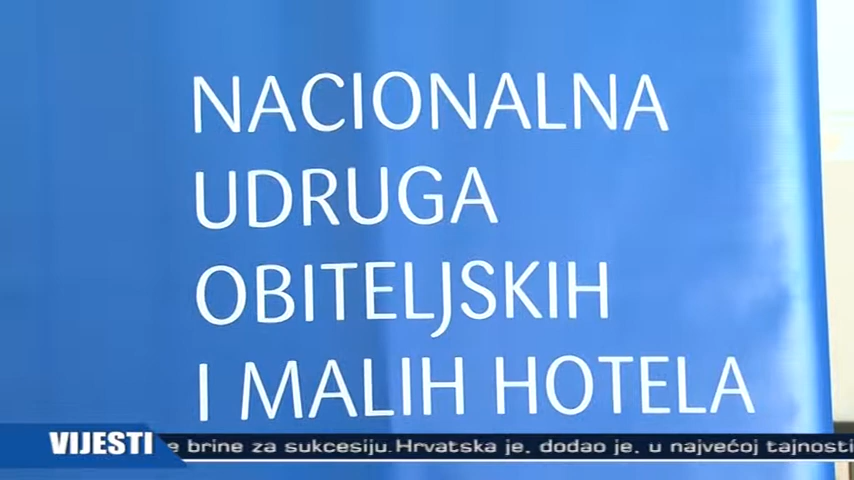 NACIONALNA
UDRUGA
OBITELJSKIH
I MALIH HOTELA
VIJESTI
brine za sukcesiju. Hrvatska je, dodao je, u najvećoj tajnosti